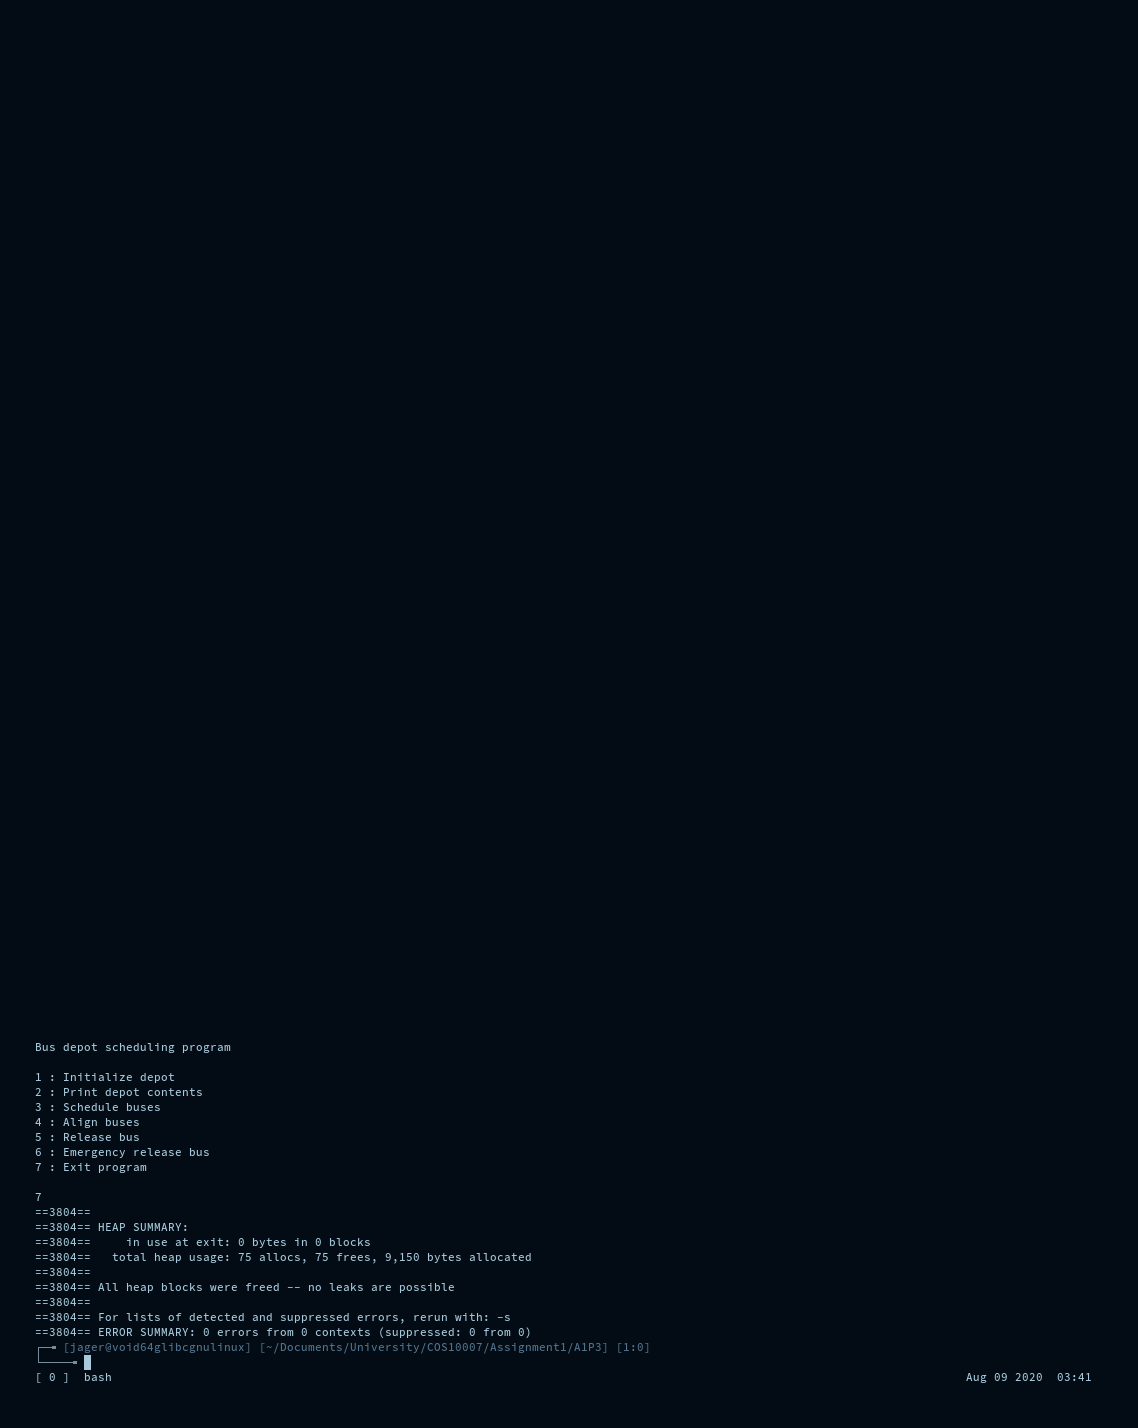 Bus depot scheduling program
1 : Initialize depot
2 : Print depot contents
3 : Schedule buses
4 : Align buses
5 : Release bus
6 : Emergency release bus
7 : Exit program
7
==3804==
==3804== HEAP SUMMARY:
==3804==     in use at exit: 0 bytes in 0 blocks
==3804==   total heap usage: 75 allocs, 75 frees, 9,150 bytes allocated
==3804==
==3804== All heap blocks were freed -- no leaks are possible
==3804==
==3804== For lists of detected and suppressed errors, rerun with: -s
==3804== ERROR SUMMARY: 0 errors from 0 contexts (suppressed: 0 from 0)
[jager@void64glibcgnulinux] [~/Documents/University/COS10007/Assignment1/A1P3] [1:0]
[ 0 ]  bash Aug 09 2020  03:41